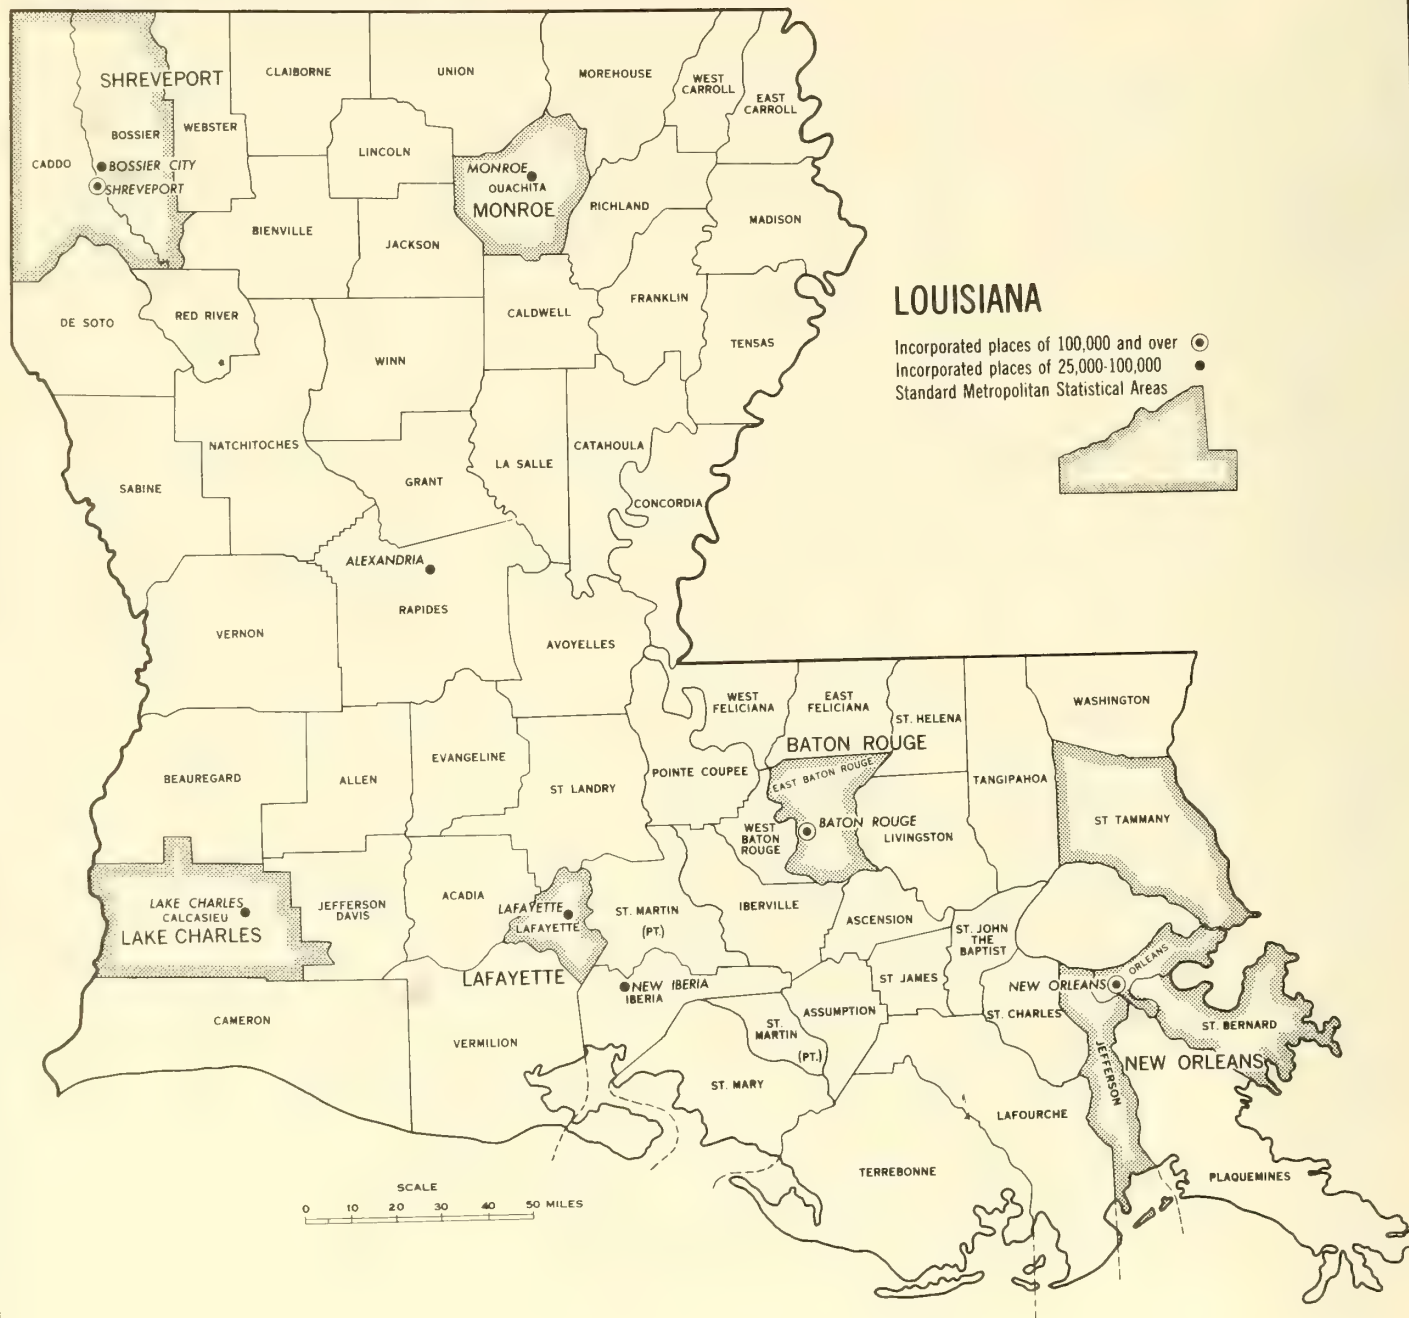 SHREVEPORT
CLAIBORNE
UNION
MOREHOUSE
WEST
CARROLL
EAST
CARROLL
BOSSIER
WEBSTER
LINCOLN
CADDO
BOSSIER CITY
SHREVEPORT
MONROE
OUACHITA
MONROE
RICHLAND
MADISON
BIENVILLE
JACKSON
DE SOTO
RED RIVER
CALDWELL
FRANKLIN
WINN
TENSAS
LOUISIANA
Incorporated places of 100,000 and over
Incorporated places of 25,000-100,000
Standard Metropolitan Statistical Areas
NATCHITOCHES
CATAHOULA
LA SALLE
SABINE
GRANT
CONCORDIA
ALEXANDRIA
RAPIDES
VERNON
AVOYELLES
WEST
FELICIANA
EAST
FELICIANA
ST. HELENA
WASHINGTON
BATON ROUGE
EVANGELINE
POINTE COUPEE
EAST BATON ROUGE
BEAUREGARD
ALLEN
ST LANDRY
TANGIPAHOA
ST TAMMANY
WEST
BATON
ROUGE
BATON ROUGE
LIVINGSTON
LAKE CHARLES
CALCASIEU
LAKE CHARLES
JEFFERSON
DAVIS
ACADIA
LAFAYETTE
LAFAYETTE
LAFAYETTE
ST. MARTIN
(PT.)
IBERVILLE
ASCENSION
ST. JOHN
THE
BAPTIST
ORLEANS
NEW IBERIA
IBERIA
ST JAMES
NEW ORLEANS
ASSUMPTION
ST. CHARLES
CAMERON
VERMILION
ST.
MARTIN
(PT.)
ST. BERNARD
JEFFERSON
NEW ORLEANS
ST. MARY
LAFOURCHE
TERREBONNE
PLAQUEMINES
SCALE
0 10 20 30 40 50 MILES